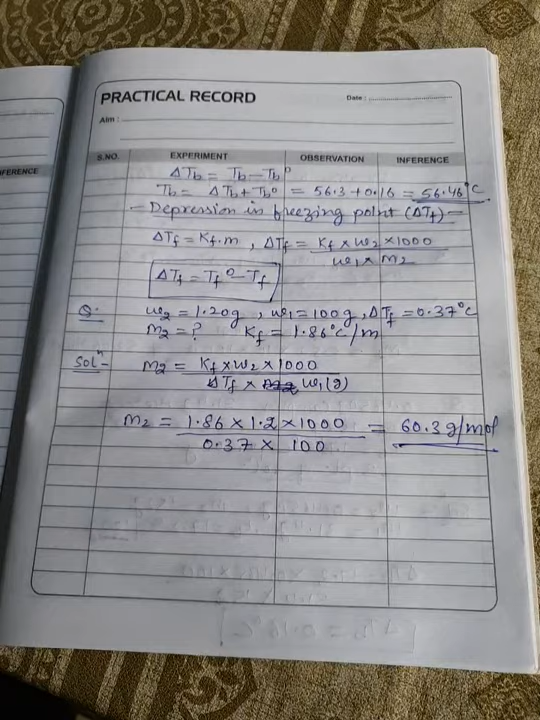 PRACTICAL RECORD
Date :
Aim :
S.NO. EXPERIMENT OBSERVATION INFERENCE
FERENCE
ΔTb = Tb – Tb°
Tb = ΔTb + Tb° = 56.3 + 0.16 = 56.46°C
– Depression in freezing point (ΔTf) –
ΔTf = Kf . m , ΔTf = Kf × w2 × 1000 / w1 × M2
ΔTf = Tf° – Tf
Q:- w2 = 1.20g , w1 = 100g , ΔTf = 0.37°C
M2 = ? Kf = 1.86°C/m
Solⁿ- M2 = Kf × w2 × 1000 / ΔTf × w1(g)
M2 = 1.86 × 1.2 × 1000 / 0.37 × 100 = 60.3 g/mol